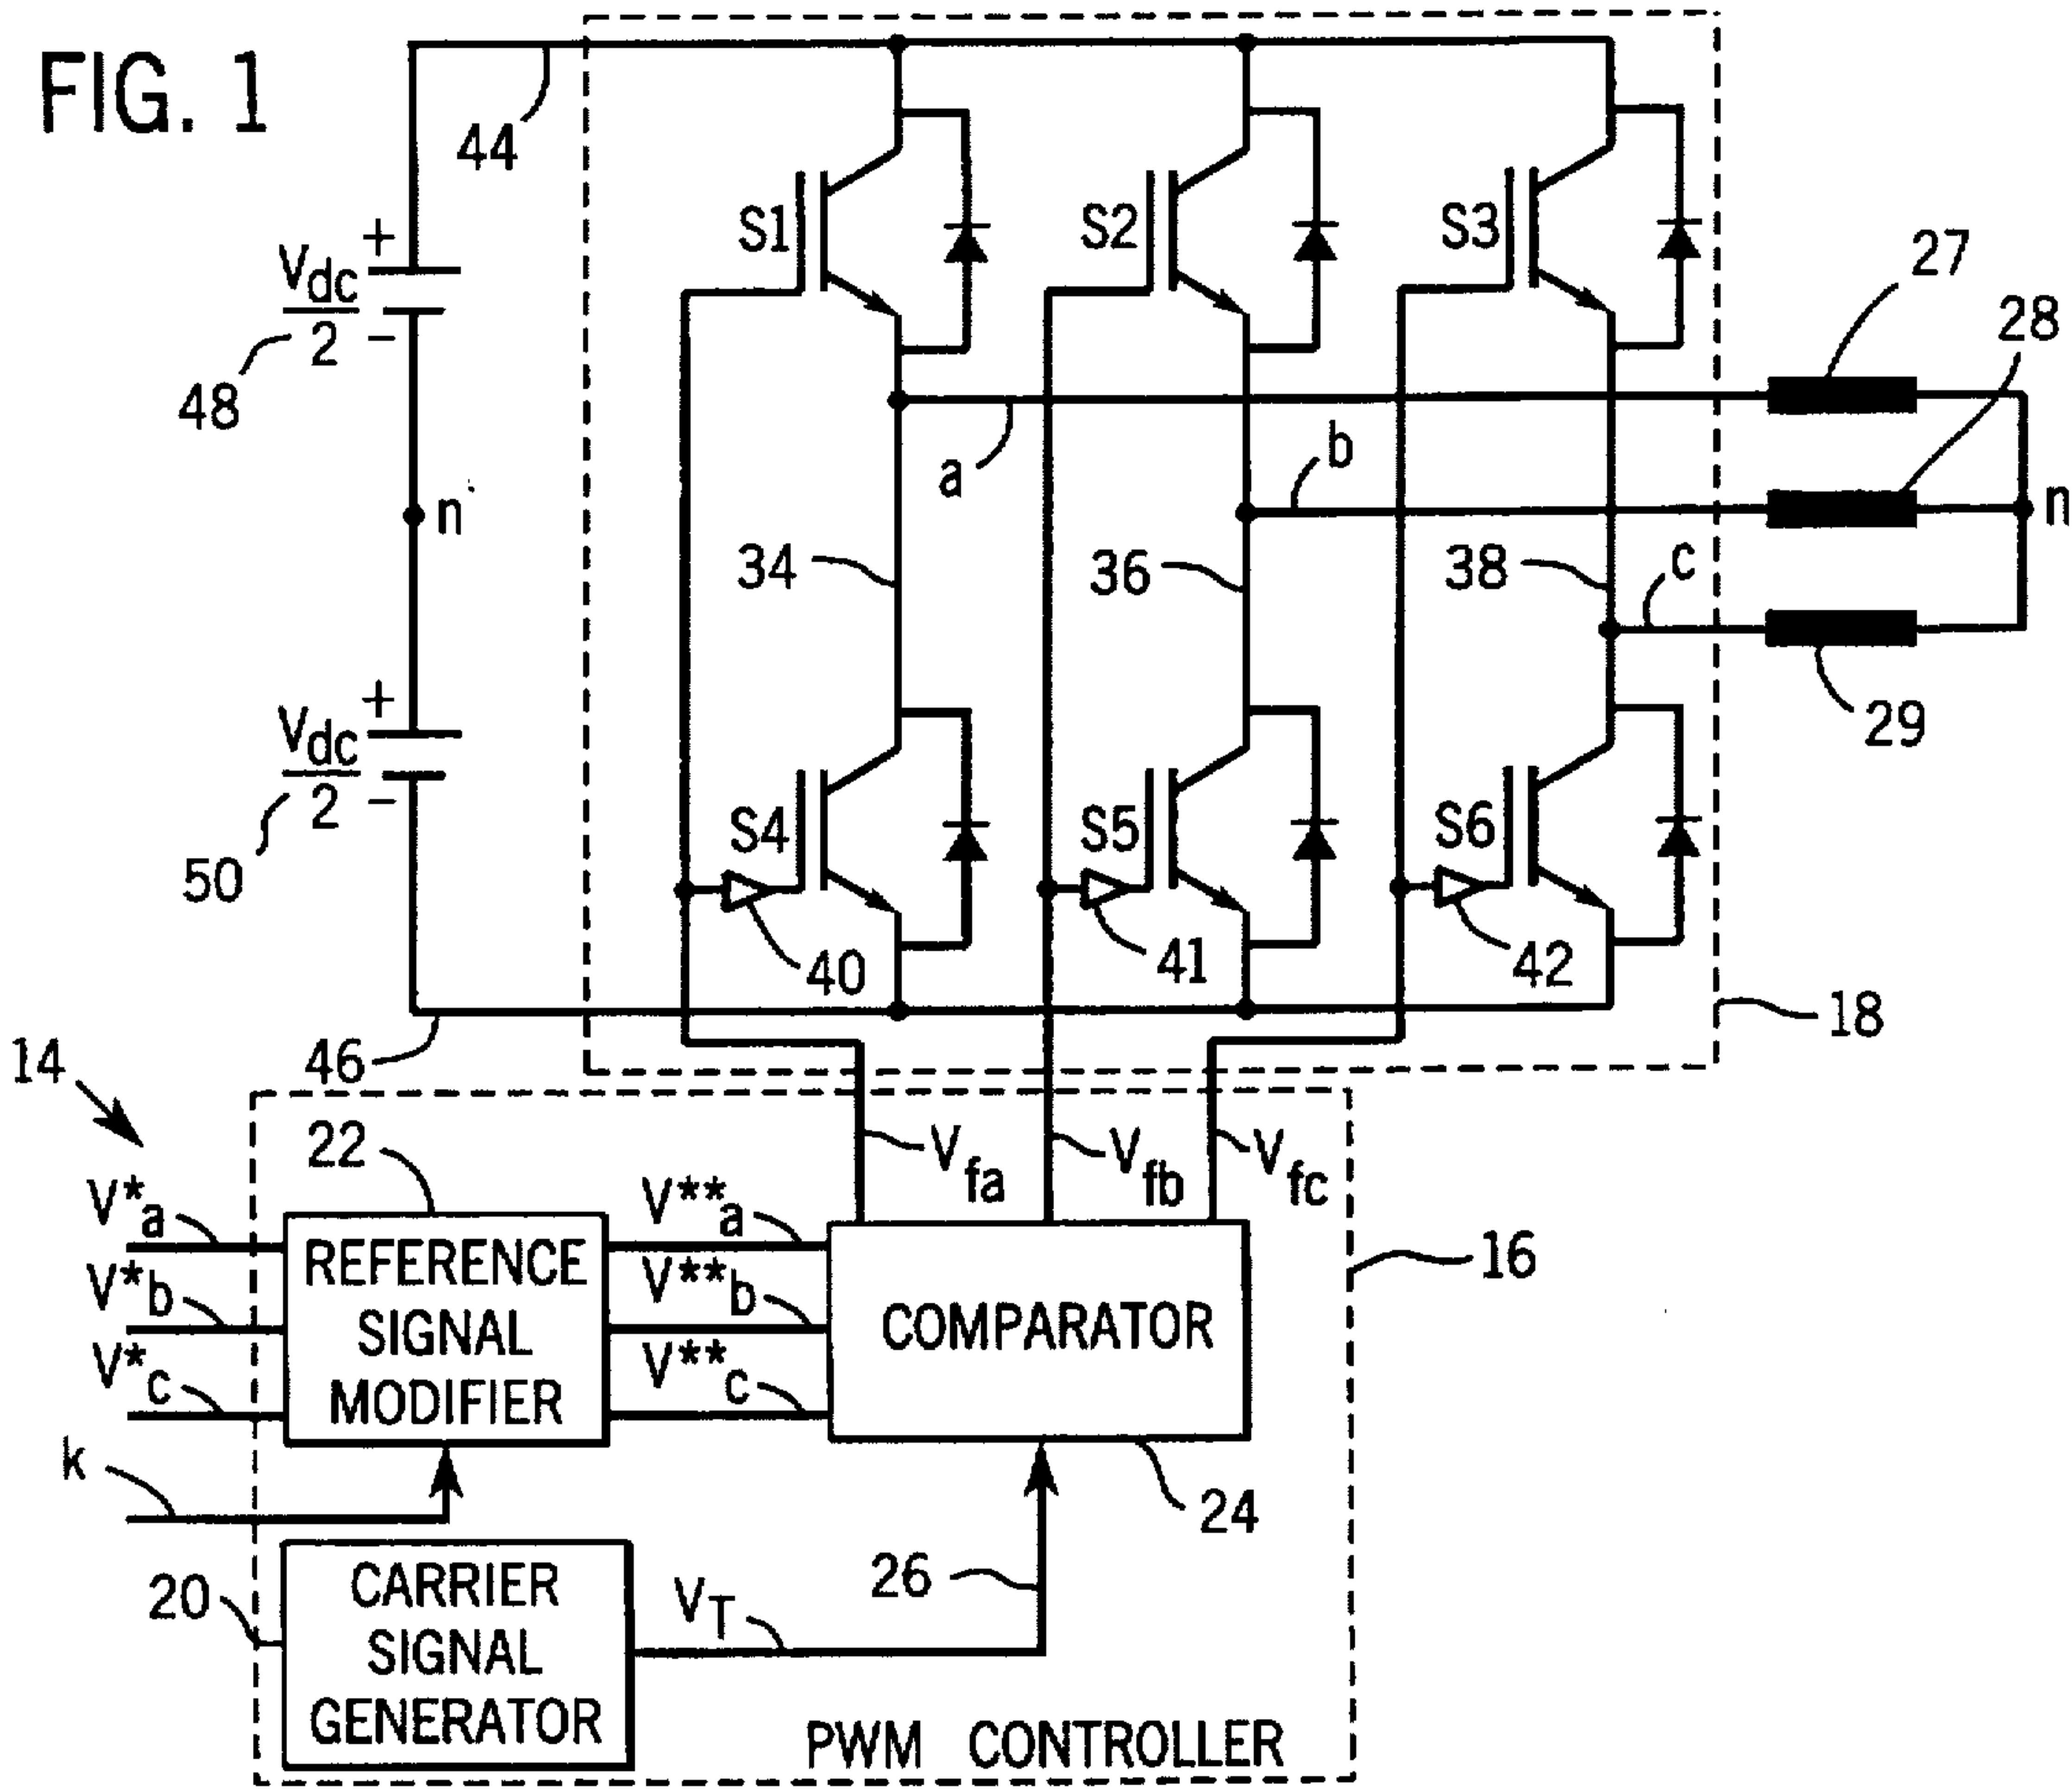 FIG. 1
44
S1
S2
S3
27
28
+
Vdc
2
-
48
a
b
n'
n
34
36
38
c
29
+
Vdc
2
-
50
S4
S5
S6
40
41
42
18
46
14
22
Vfa
Vfb
Vfc
V*a
V**a
16
V*b
V**b
V*c
V**c
REFERENCE
SIGNAL
MODIFIER
COMPARATOR
k
24
26
20
CARRIER
SIGNAL
GENERATOR
VT
PWM CONTROLLER